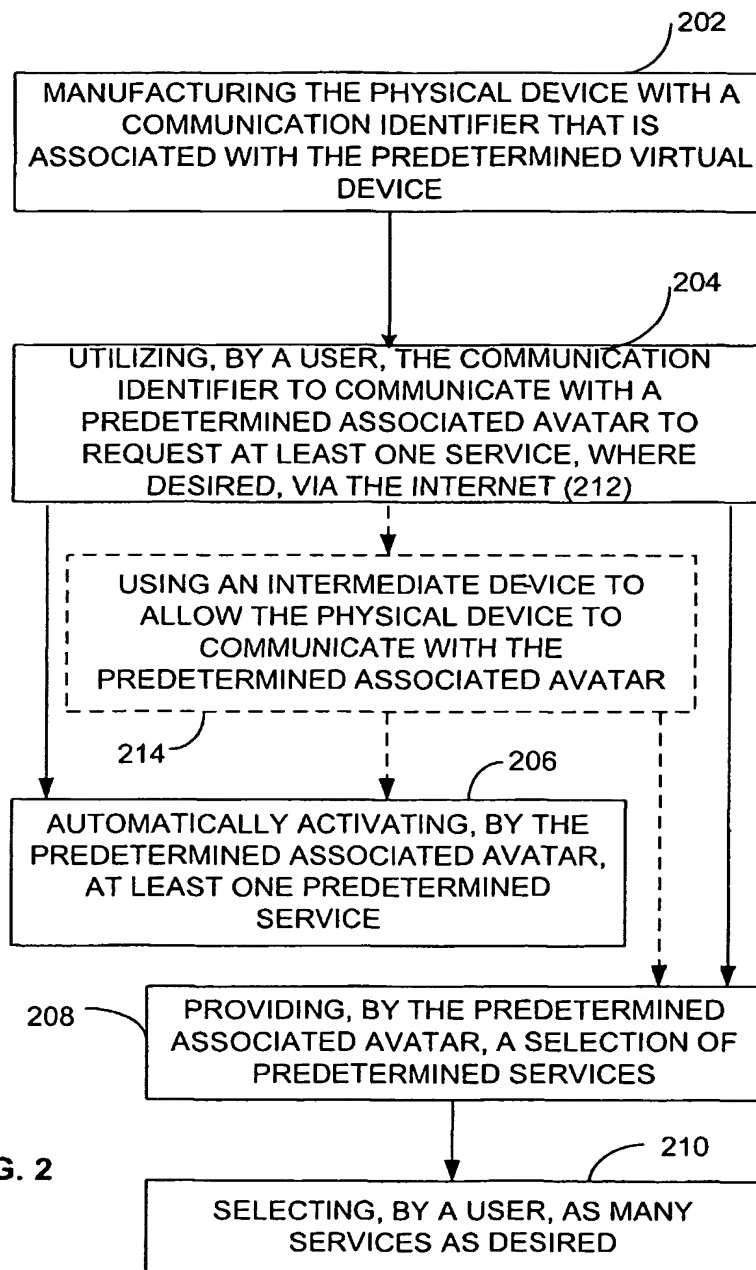 202
MANUFACTURING THE PHYSICAL DEVICE WITH A
COMMUNICATION IDENTIFIER THAT IS
ASSOCIATED WITH THE PREDETERMINED VIRTUAL
DEVICE
204
UTILIZING, BY A USER, THE COMMUNICATION
IDENTIFIER TO COMMUNICATE WITH A
PREDETERMINED ASSOCIATED AVATAR TO
REQUEST AT LEAST ONE SERVICE, WHERE
DESIRED, VIA THE INTERNET (212)
USING AN INTERMEDIATE DEVICE TO
ALLOW THE PHYSICAL DEVICE TO
COMMUNICATE WITH THE
PREDETERMINED ASSOCIATED AVATAR
214
206
AUTOMATICALLY ACTIVATING, BY THE
PREDETERMINED ASSOCIATED AVATAR,
AT LEAST ONE PREDETERMINED
SERVICE
208
PROVIDING, BY THE PREDETERMINED
ASSOCIATED AVATAR, A SELECTION OF
PREDETERMINED SERVICES
G. 2
210
SELECTING, BY A USER, AS MANY
SERVICES AS DESIRED